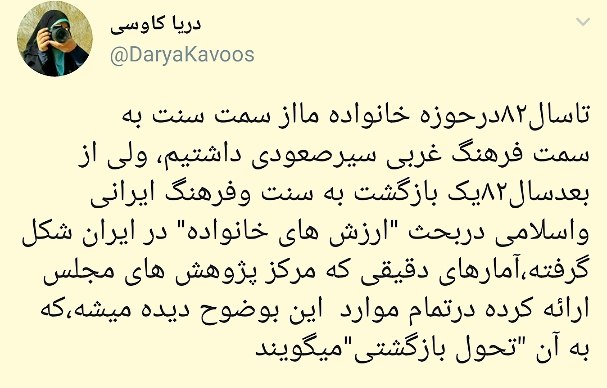 دریا کاوسی
@DaryaKavoos
تاسال۸۲درحوزه خانواده مااز سمت سنت به
سمت فرهنگ غربی سیرصعودی داشتیم، ولی از
بعدسال۸۲یک بازگشت به سنت وفرهنگ ایرانی
واسلامی دربحث "ارزش های خانواده" در ایران شکل
گرفته،آمارهای دقیقی که مرکز پژوهش های مجلس
ارائه کرده درتمام موارد این بوضوح دیده میشه،که
به آن "تحول بازگشتی"میگویند